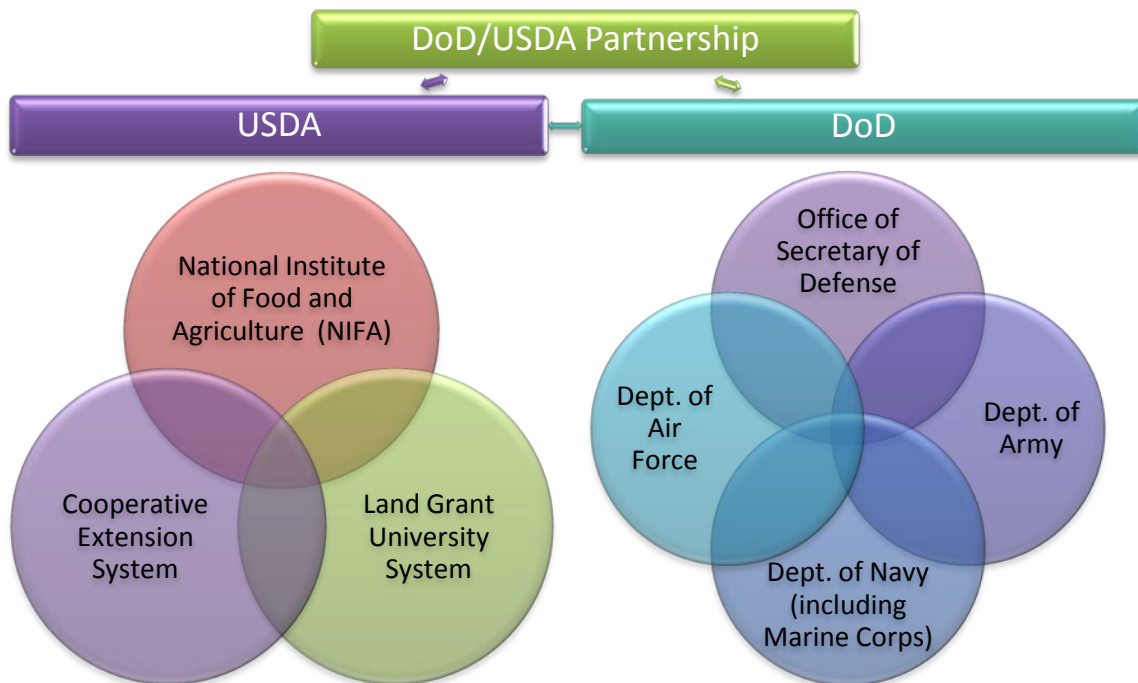 DoD/USDA Partnership
USDA
DoD
National Institute
of Food and
Agriculture (NIFA)
Cooperative
Extension
System
Land Grant
University
System
Office of
Secretary of
Defense
Dept. of
Air
Force
Dept. of
Army
Dept. of Navy
(including
Marine Corps)